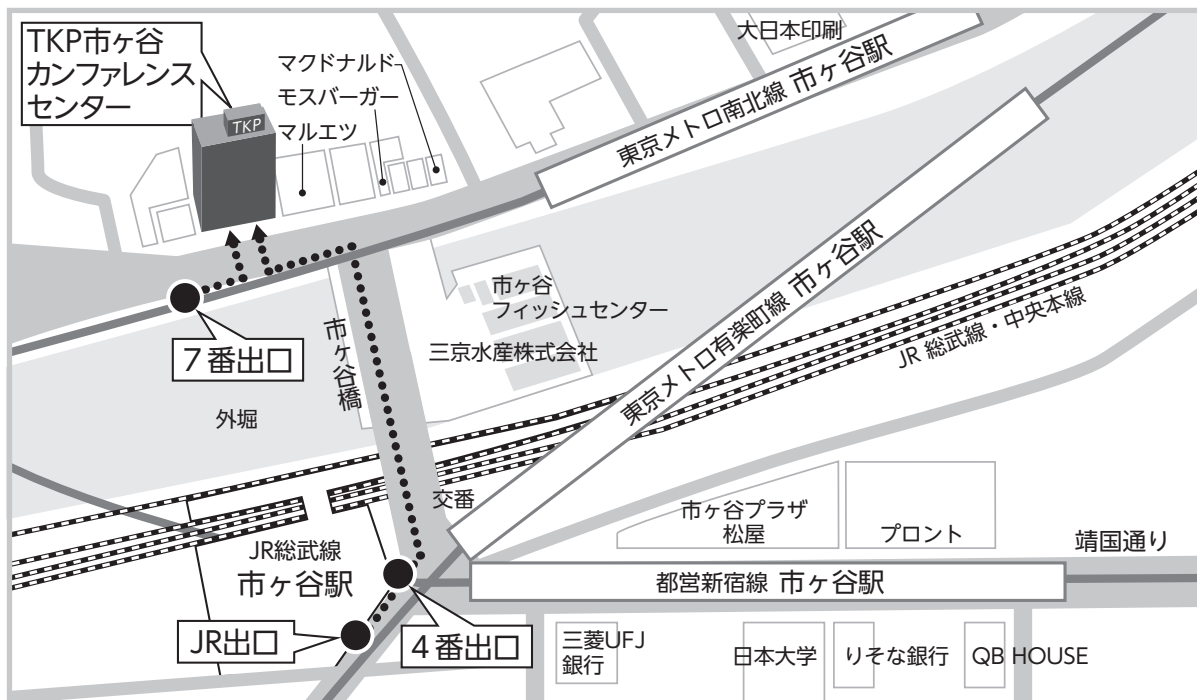 TKP市ヶ谷
カンファレンス
センター
TKP
マクドナルド
モスバーガー
マルエツ
大日本印刷
東京メトロ南北線 市ヶ谷駅
東京メトロ有楽町線 市ヶ谷駅
市ヶ谷
フィッシュセンター
三京水産株式会社
JR 総武線・中央本線
7番出口
市ヶ谷橋
外堀
交番
市ヶ谷プラザ
松屋
プロント
靖国通り
JR総武線
市ヶ谷駅
都営新宿線 市ヶ谷駅
JR出口
4番出口
三菱UFJ
銀行
日本大学
りそな銀行
QB HOUSE